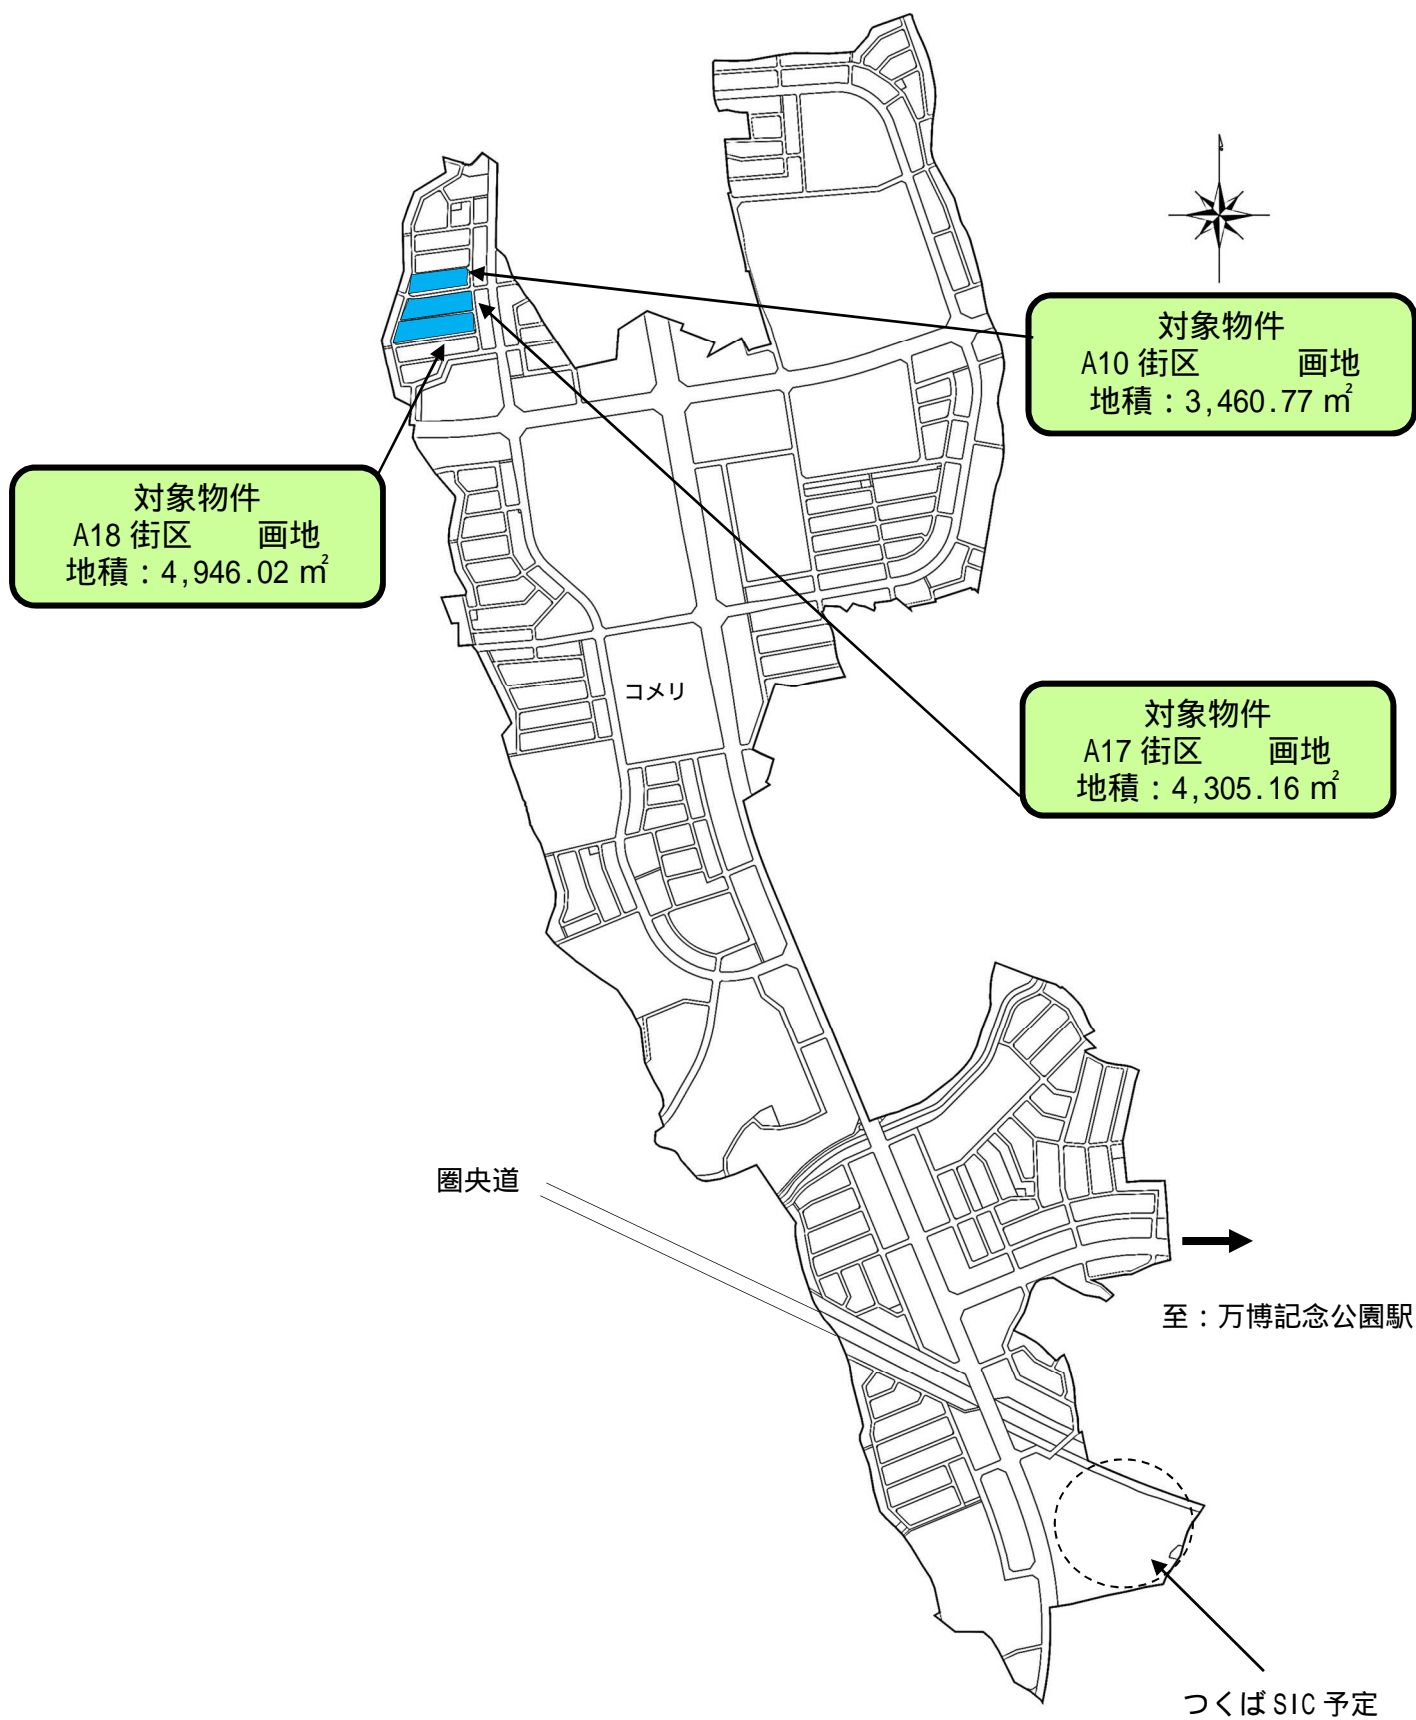 対象物件
A10 街区 画地
地積：3,460.77 ㎡
対象物件
A18 街区 画地
地積：4,946.02 ㎡
コメリ
対象物件
A17 街区 画地
地積：4,305.16 ㎡
圏央道
至：万博記念公園駅
つくば SIC 予定